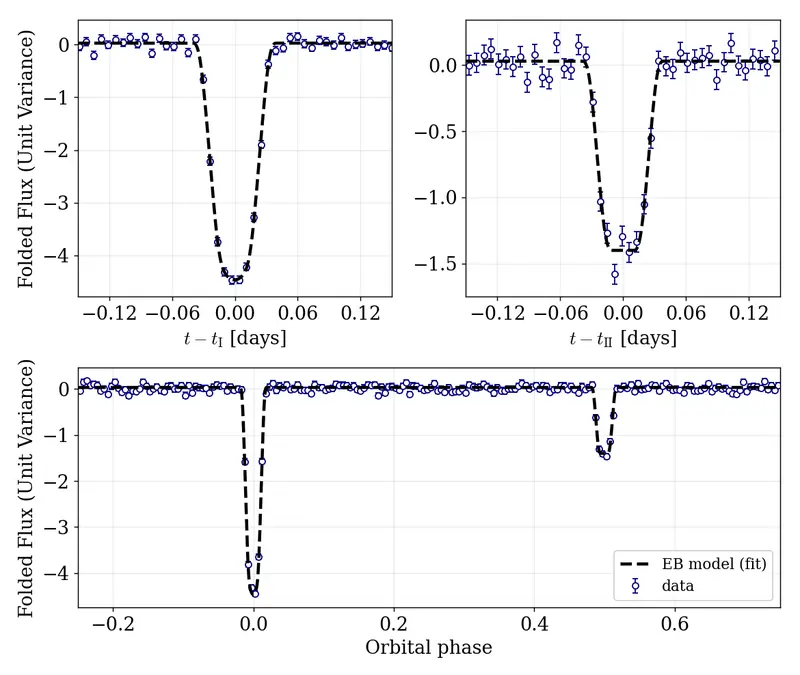 Folded Flux (Unit Variance)
0
−1
−2
−3
−4
−0.12 −0.06 0.00 0.06 0.12
t − t_I [days]
0.0
−0.5
−1.0
−1.5
−0.12 −0.06 0.00 0.06 0.12
t − t_II [days]
Folded Flux (Unit Variance)
0
−1
−2
−3
−4
−0.2 0.0 0.2 0.4 0.6
Orbital phase
EB model (fit)
data